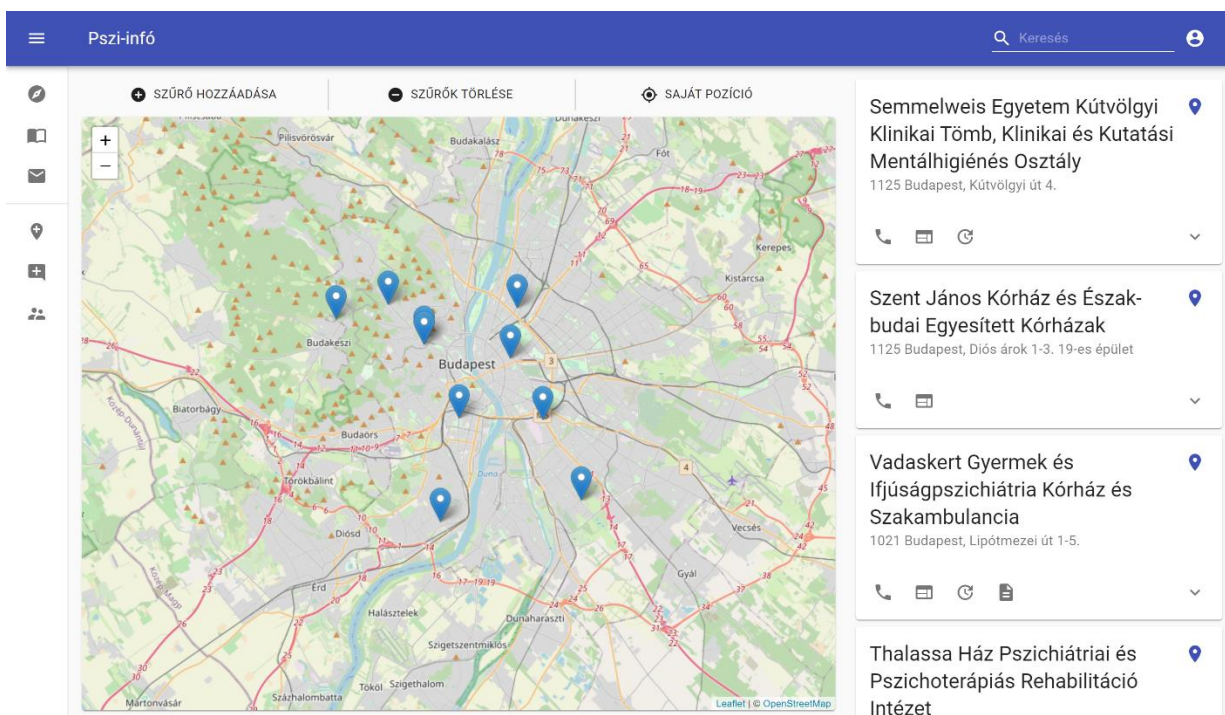 Pszi-infó
Keresés
SZŰRŐ HOZZÁADÁSA
SZŰRŐK TÖRLÉSE
SAJÁT POZÍCIÓ
+
−
Pilisvörösvár
Budakalász
Dunakeszi
Fót
Kerepes
Kistarcsa
Budakeszi
Budapest
Biatorbágy
Budaörs
Törökbálint
Duna
Diósd
Vecsés
Gyál
Érd
Halásztelek
Dunaharaszti
Szigetszentmiklós
Tököl
Szigethalom
Százhalombatta
Martonvásár
Leaflet | © OpenStreetMap
Semmelweis Egyetem Kútvölgyi
Klinikai Tömb, Klinikai és Kutatási
Mentálhigiénés Osztály
1125 Budapest, Kútvölgyi út 4.
Szent János Kórház és Észak-
budai Egyesített Kórházak
1125 Budapest, Diós árok 1-3. 19-es épület
Vadaskert Gyermek és
Ifjúságpszichiátria Kórház és
Szakambulancia
1021 Budapest, Lipótmezei út 1-5.
Thalassa Ház Pszichiátriai és
Pszichoterápiás Rehabilitáció
Intézet